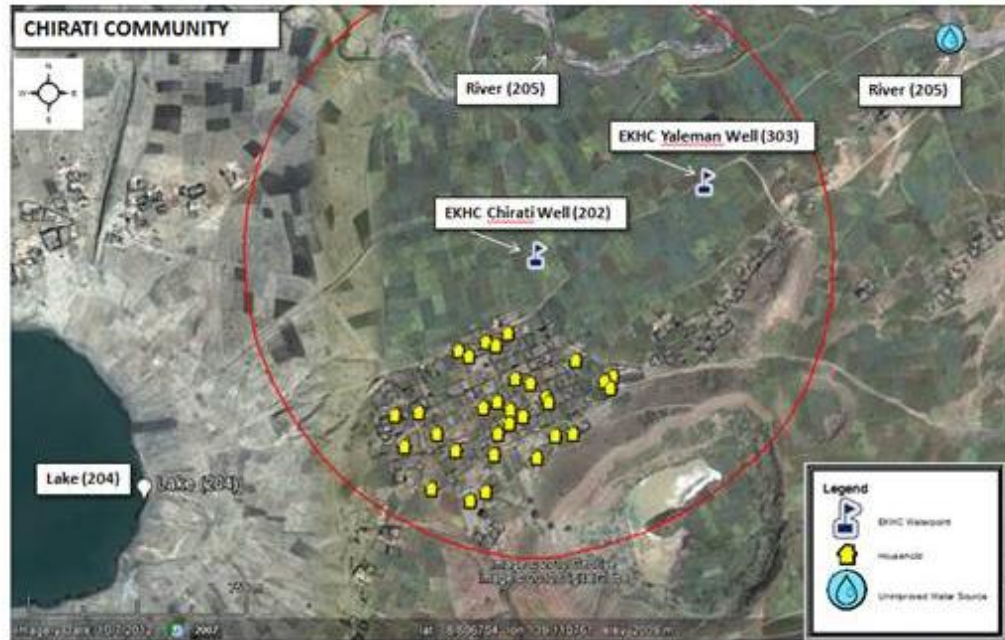 CHIRATI COMMUNITY
N
W
E
S
River (205)
River (205)
EKHC Yaleman Well (303)
EKHC Chirati Well (202)
Lake (204)
Lake (204)
Legend
EKHC Waterpoint
Household
Unimproved Water Source
2007